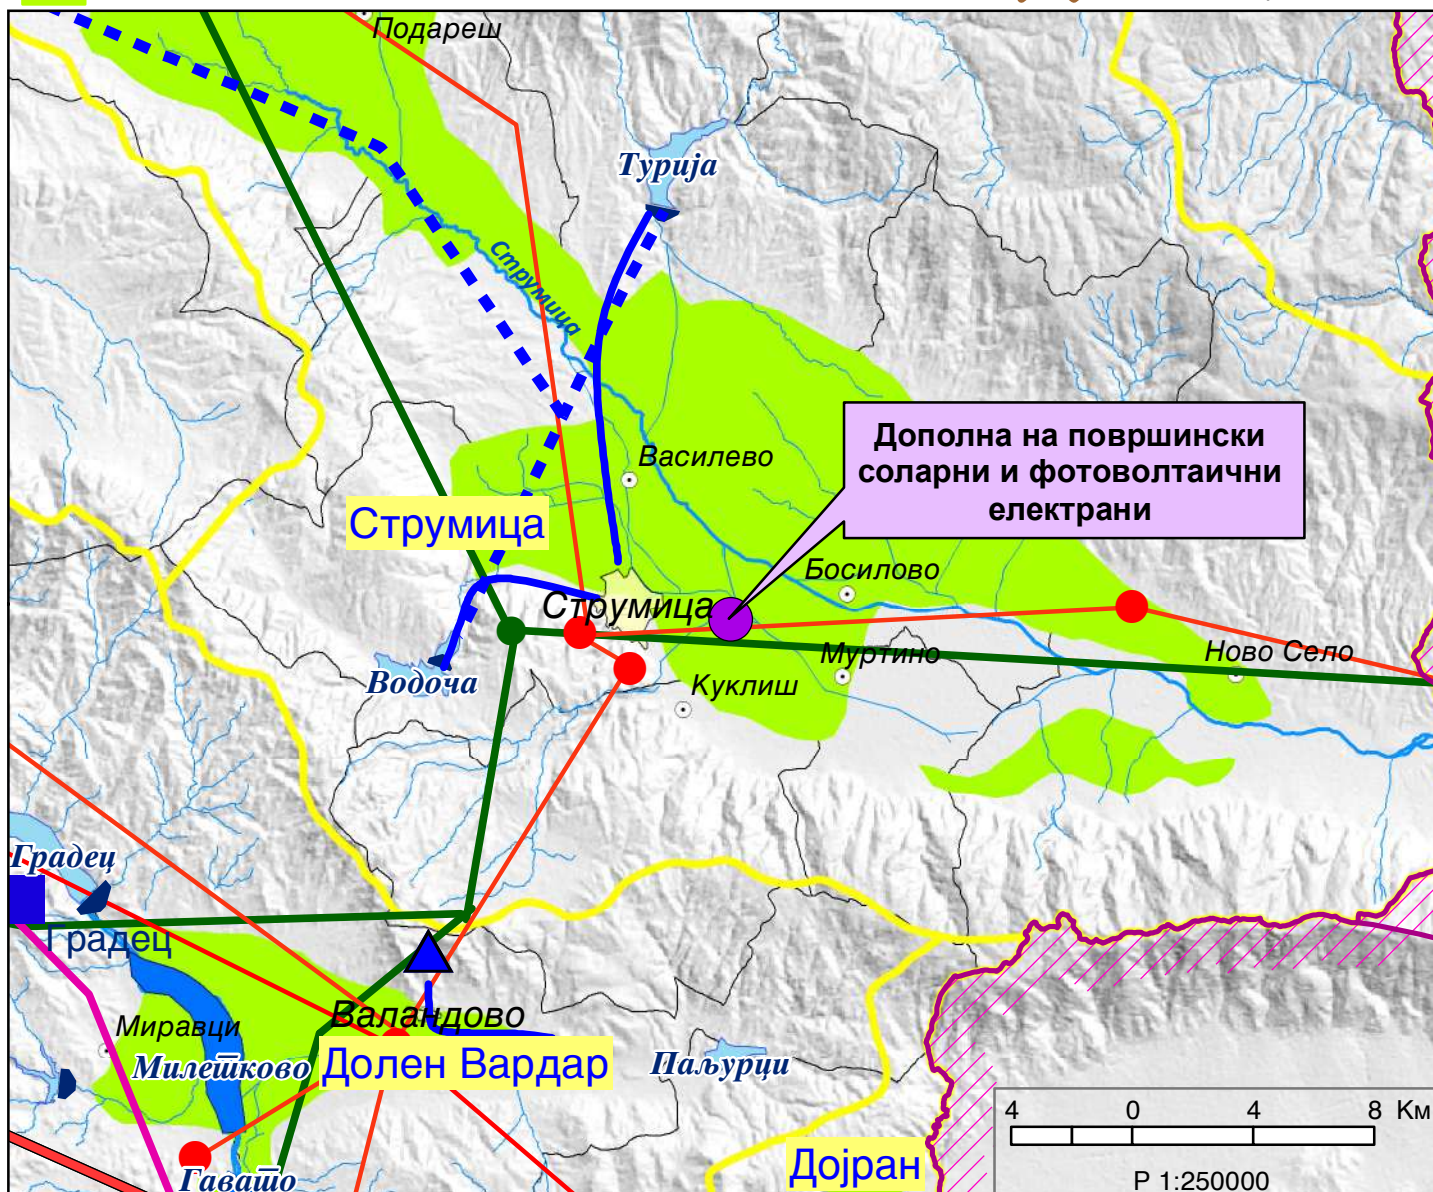 Подареш
Турија
Струмица
Василево
Дополна на површински
соларни и фотоволтаични
електрани
Струмица
Босилово
Струмица
Муртино
Ново Село
Водоча
Куклиш
Градец
Градец
Валандово
Миравци
Милетково
Долен Вардар
Паљурци
4 0 4 8 Км
Дојран
Гавато
Р 1:250000